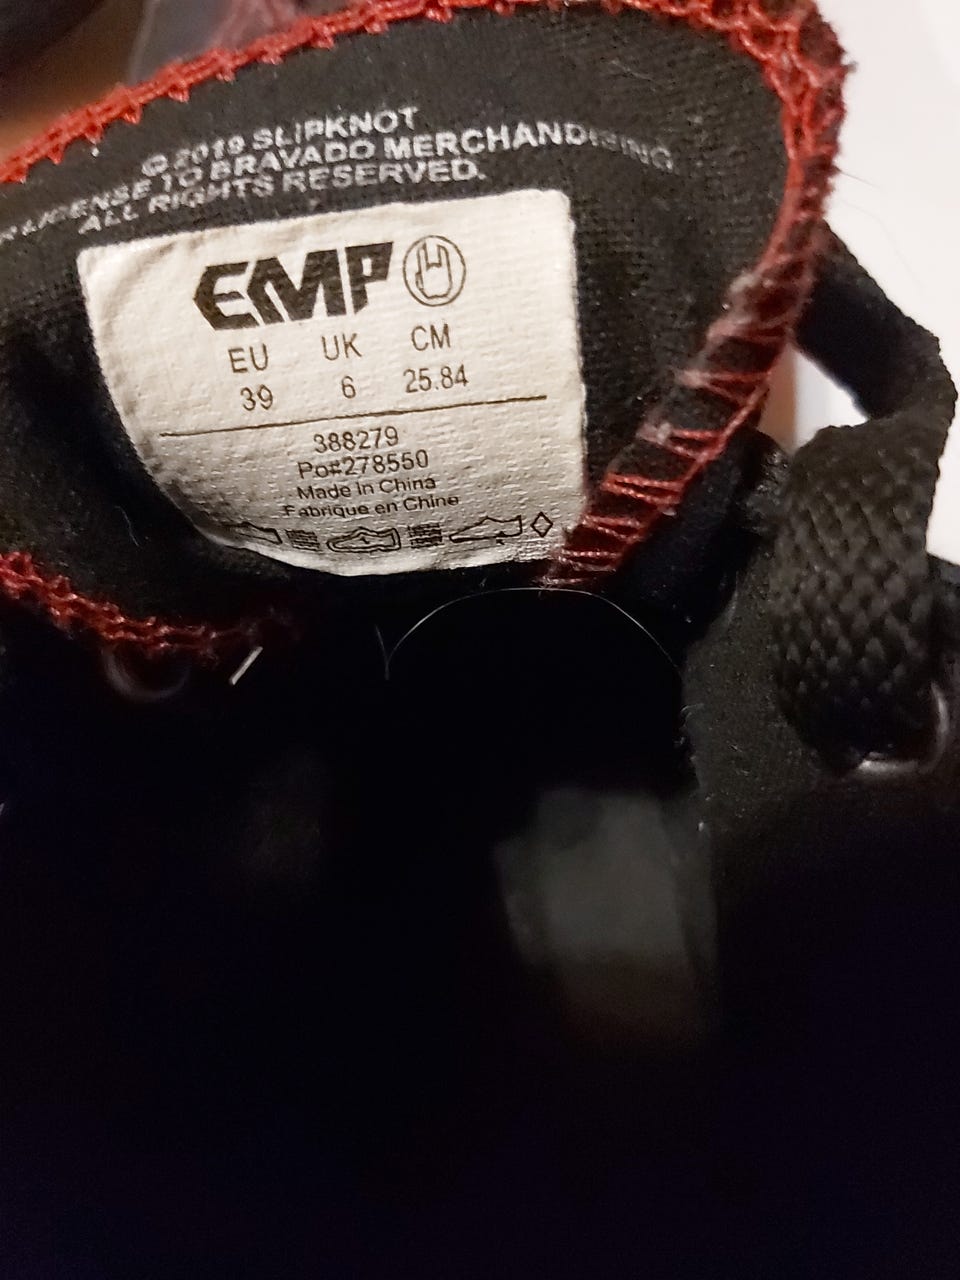 © 2019 SLIPKNOT
LICENSE TO BRAVADO MERCHANDISING
ALL RIGHTS RESERVED.
EMP
EU UK CM
39 6 25.84
388279
Po#278550
Made in China
Fabrique en Chine